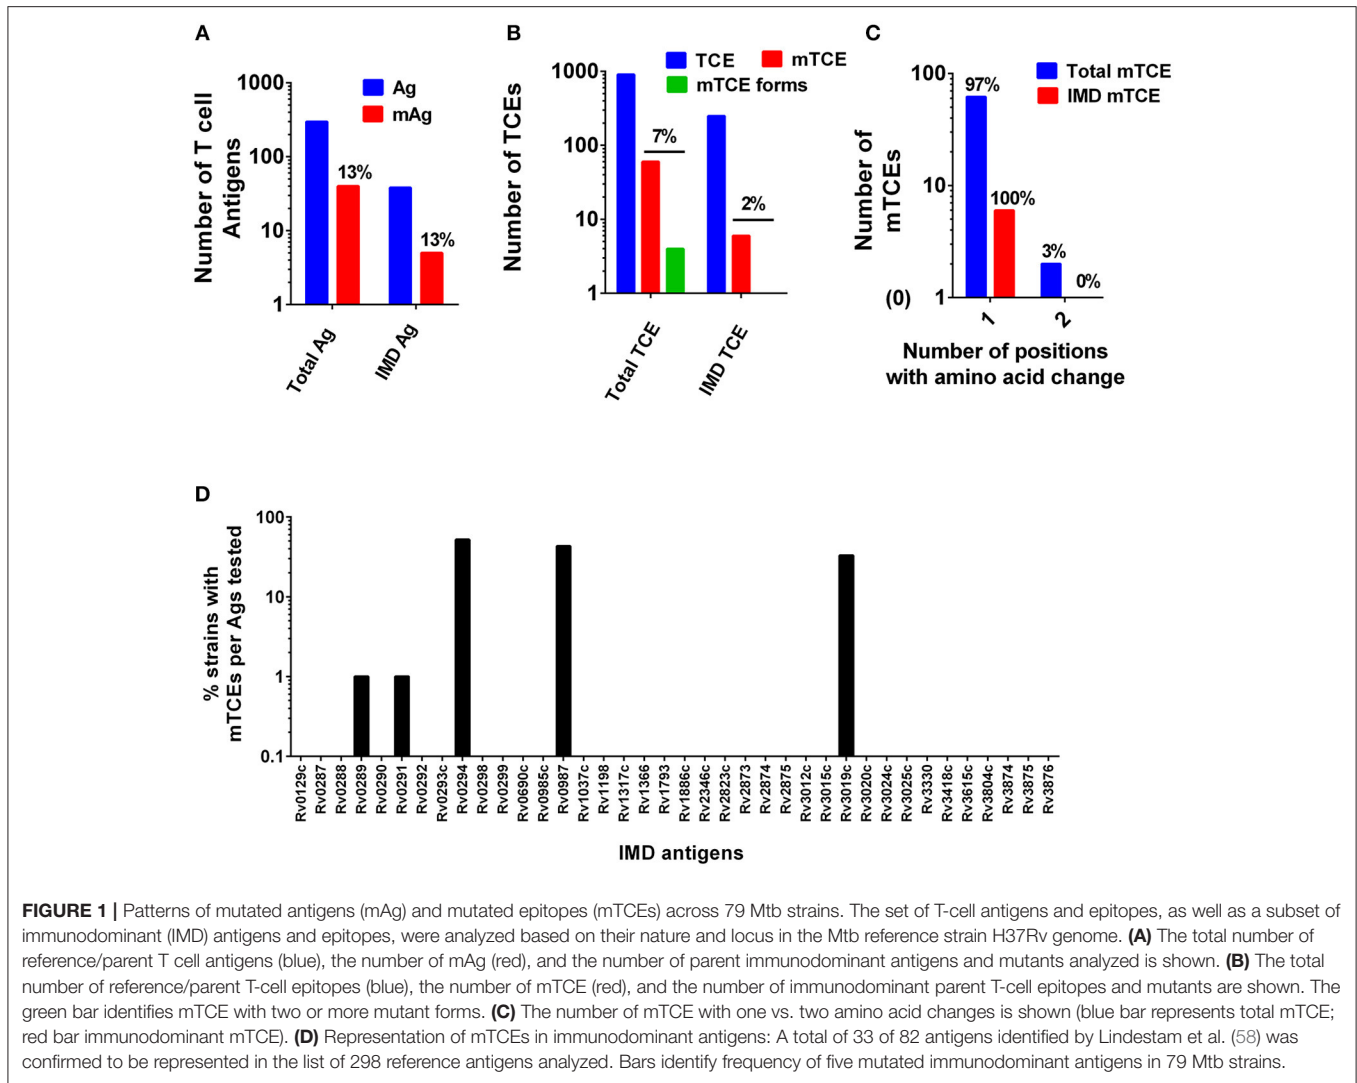 A
Number of T cell
Antigens
1000
100
10
1
Ag
mAg
13%
13%
Total Ag
IMD Ag
B
Number of TCEs
1000
100
10
1
TCE
mTCE
mTCE forms
7%
2%
Total TCE
IMD TCE
C
Number of
mTCEs
100
10
(0)
1
Total mTCE
IMD mTCE
97%
100%
3%
0%
1
2
Number of positions
with amino acid change
D
% strains with
mTCEs per Ags tested
100
10
1
0.1
Rv0129c
Rv0287
Rv0288
Rv0289
Rv0290
Rv0291
Rv0292
Rv0293c
Rv0294
Rv0298
Rv0299
Rv0690c
Rv0985c
Rv0987
Rv1037c
Rv1198
Rv1317c
Rv1366
Rv1793
Rv1886c
Rv2346c
Rv2823c
Rv2873
Rv2874
Rv2875
Rv3012c
Rv3015c
Rv3019c
Rv3020c
Rv3024c
Rv3025c
Rv3330
Rv3418c
Rv3615c
Rv3804c
Rv3874
Rv3875
Rv3876
IMD antigens
FIGURE 1 | Patterns of mutated antigens (mAg) and mutated epitopes (mTCEs) across 79 Mtb strains. The set of T-cell antigens and epitopes, as well as a subset of
immunodominant (IMD) antigens and epitopes, were analyzed based on their nature and locus in the Mtb reference strain H37Rv genome. (A) The total number of
reference/parent T cell antigens (blue), the number of mAg (red), and the number of parent immunodominant antigens and mutants analyzed is shown. (B) The total
number of reference/parent T-cell epitopes (blue), the number of mTCE (red), and the number of immunodominant parent T-cell epitopes and mutants are shown. The
green bar identifies mTCE with two or more mutant forms. (C) The number of mTCE with one vs. two amino acid changes is shown (blue bar represents total mTCE;
red bar immunodominant mTCE). (D) Representation of mTCEs in immunodominant antigens: A total of 33 of 82 antigens identified by Lindestam et al. (58) was
confirmed to be represented in the list of 298 reference antigens analyzed. Bars identify frequency of five mutated immunodominant antigens in 79 Mtb strains.